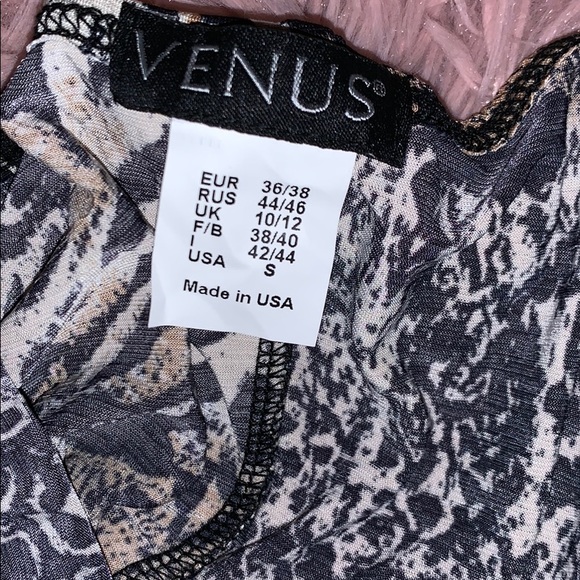 VENUS®
EUR 36/38
RUS 44/46
UK 10/12
F/B 38/40
I 42/44
USA S
Made in USA